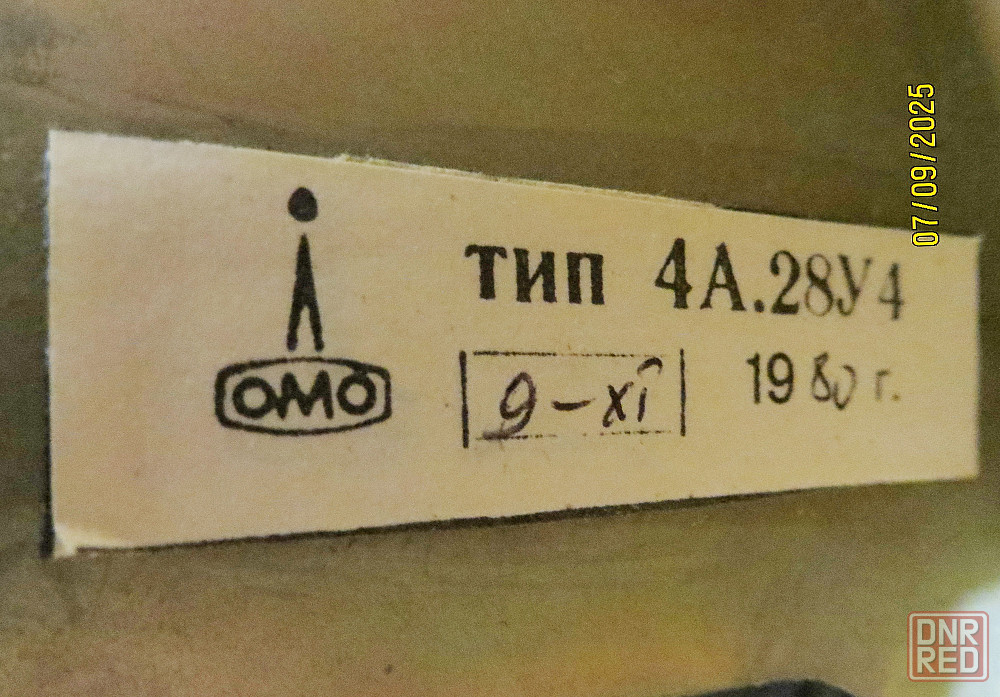 07/09/2025
тип 4А.28У4
ОМО
9-XI
1980 г.
DNR
RED